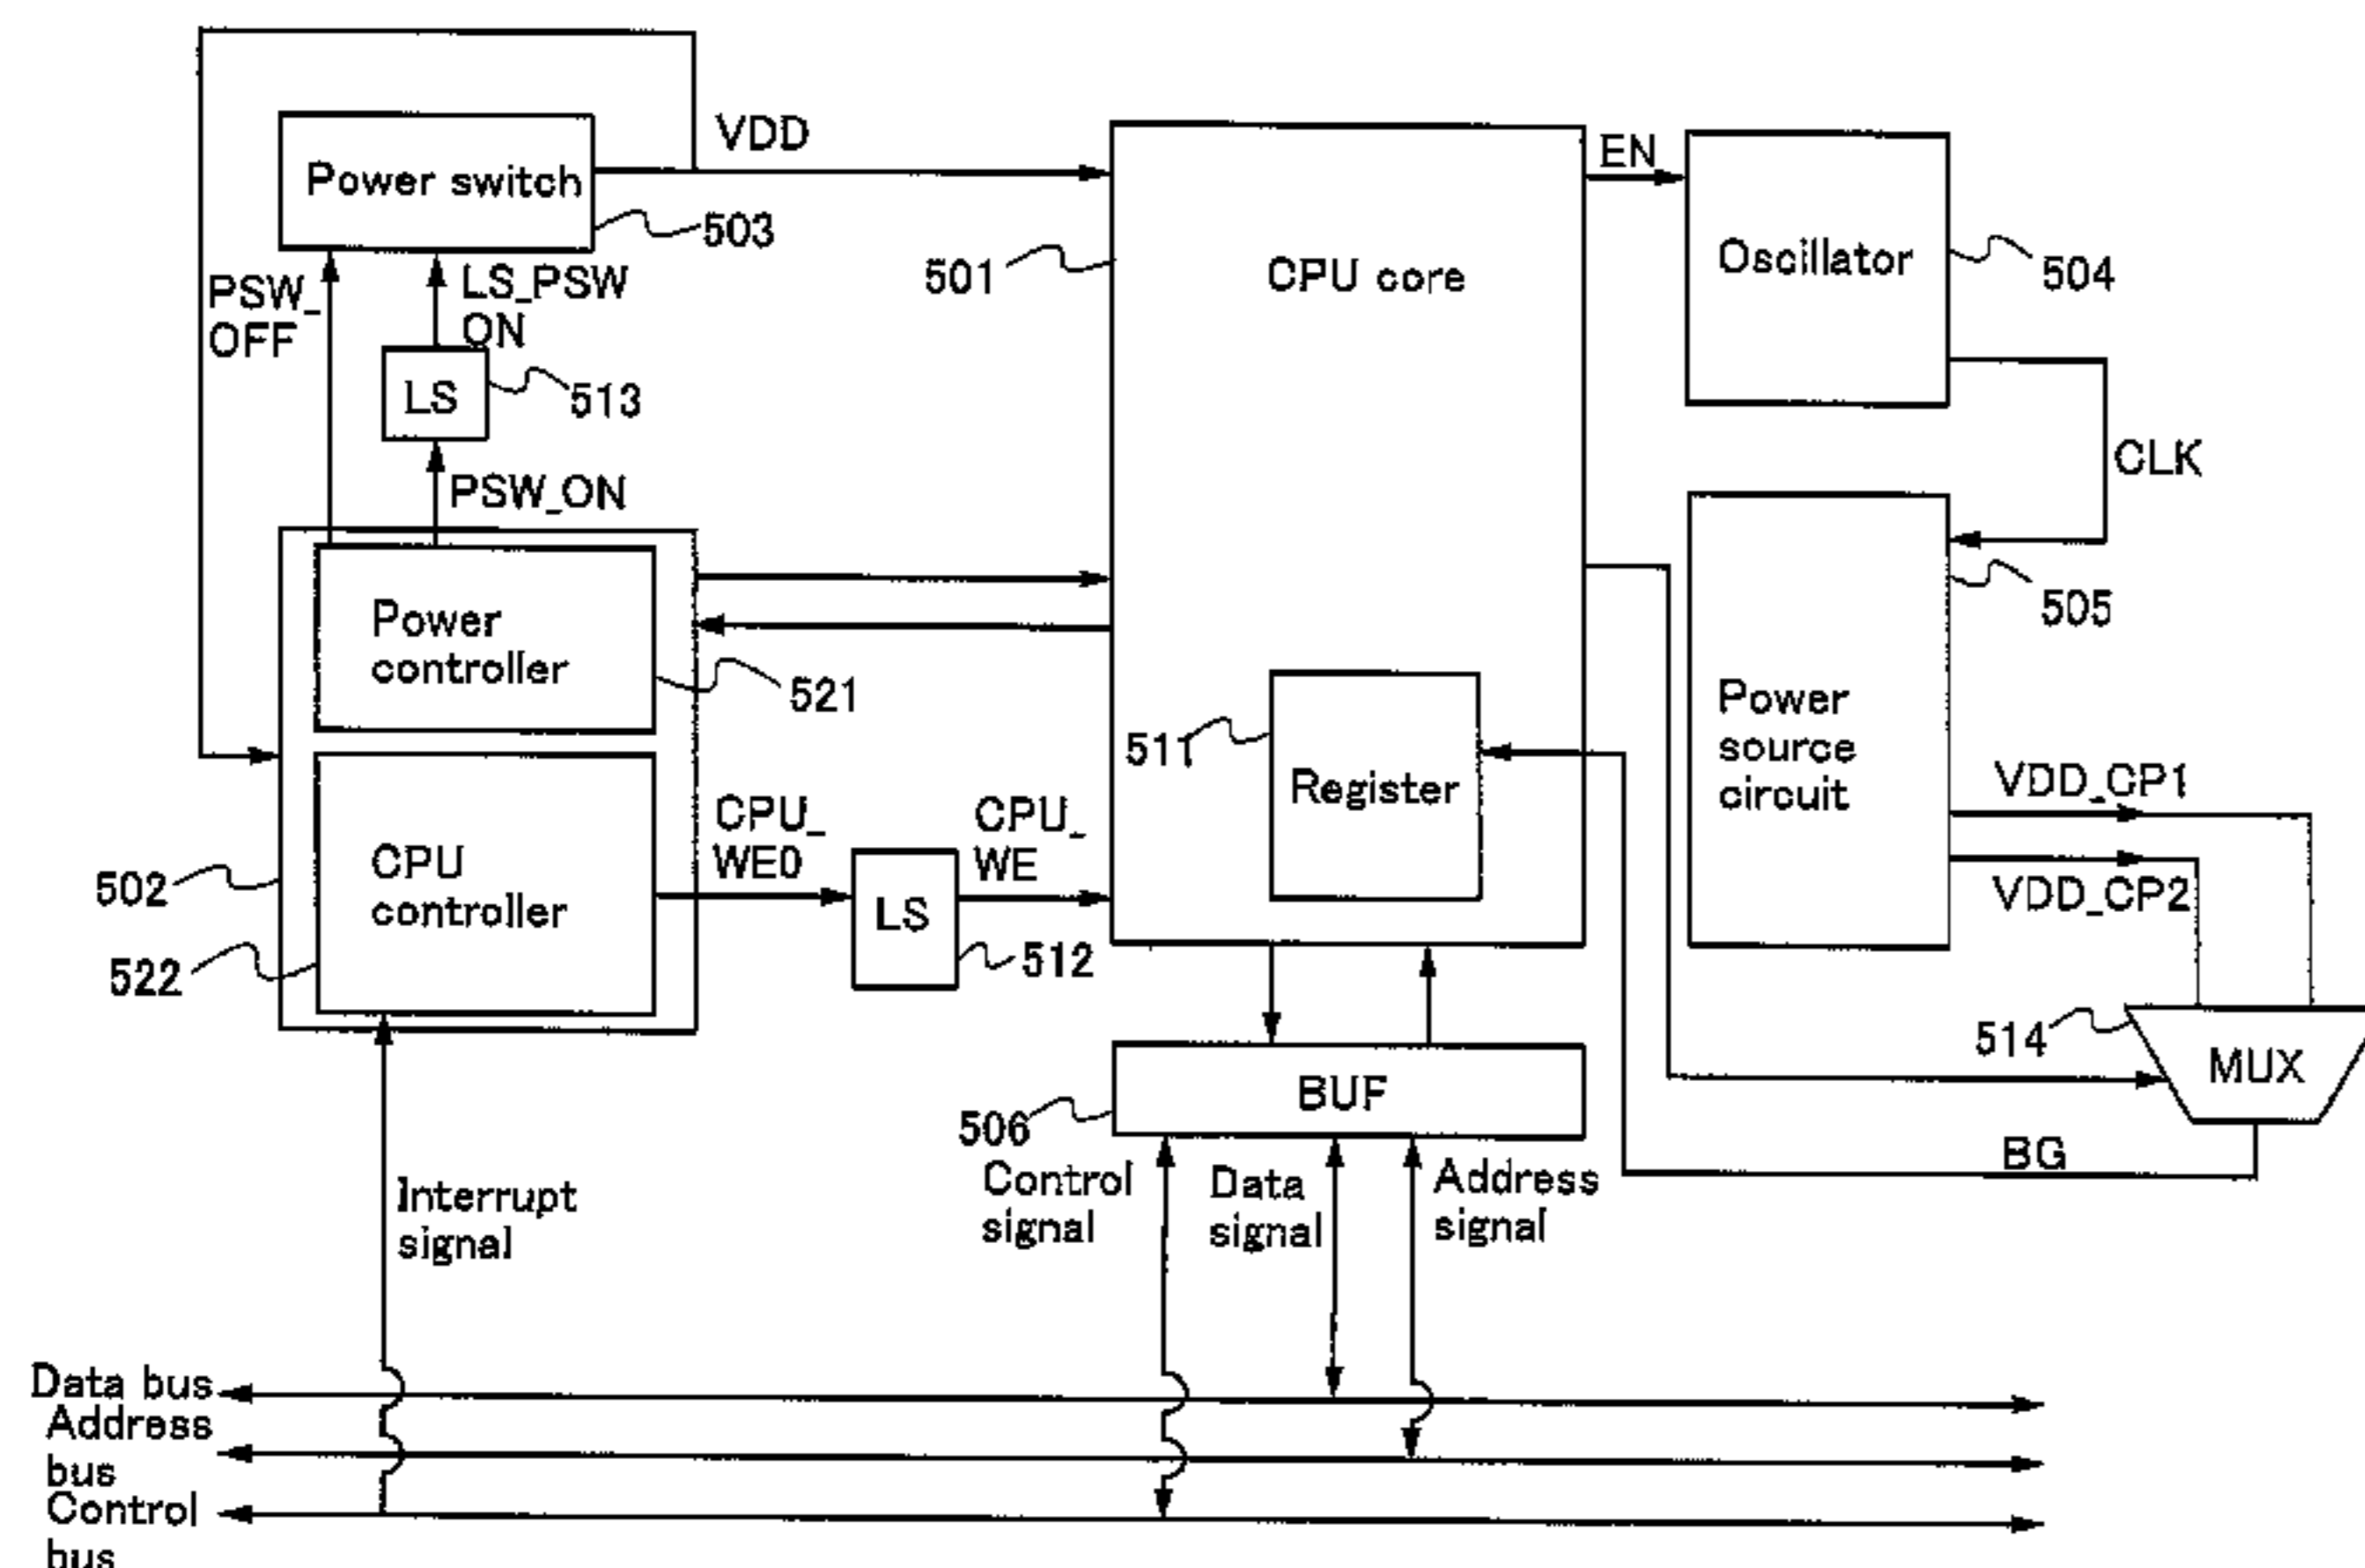 VDD
Power switch
503
PSW_
OFF
LS_PSW
ON
LS
513
PSW_ON
Power
controller
521
CPU
controller
502
522
CPU_
WE0
LS
512
CPU_
WE
501
CPU core
511
Register
EN
Oscillator
504
CLK
505
Power
source
circuit
VDD_CP1
VDD_CP2
514
MUX
BG
BUF
506
Control
signal
Data
signal
Address
signal
Interrupt
signal
Data bus
Address
bus
Control
bus